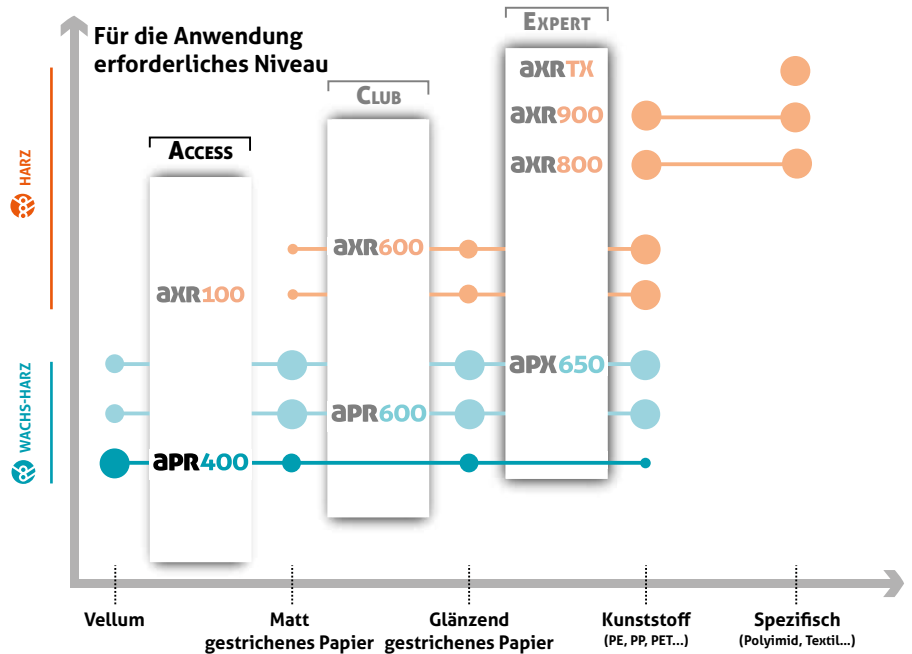 Für die Anwendung
erforderliches Niveau
EXPERT
CLUB
ACCESS
HARZ
WACHS-HARZ
aXRTX
aXR900
aXR800
aXR600
aXR100
aPX650
aPR600
aPR400
Vellum
Matt
gestrichenes Papier
Glänzend
gestrichenes Papier
Kunststoff
(PE, PP, PET...)
Spezifisch
(Polyimid, Textil...)